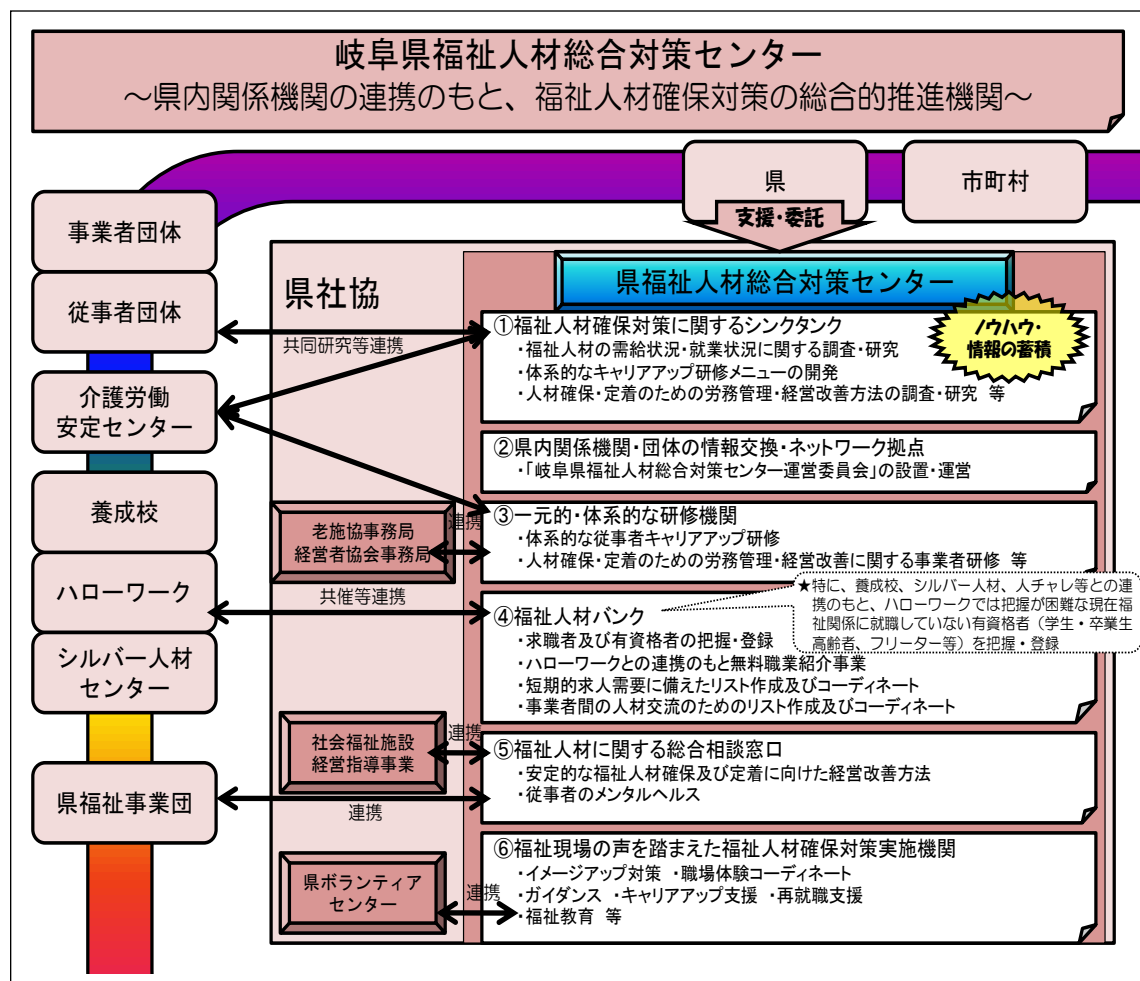 岐阜県福祉人材総合対策センター
～県内関係機関の連携のもと、福祉人材確保対策の総合的推進機関～
県
市町村
支援・委託
事業者団体
従事者団体
介護労働
安定センター
養成校
ハローワーク
シルバー人材
センター
県福祉事業団
県社協
県福祉人材総合対策センター
ノウハウ・
情報の蓄積
共同研究等連携
①福祉人材確保対策に関するシンクタンク
・福祉人材の需給状況・就業状況に関する調査・研究
・体系的なキャリアアップ研修メニューの開発
・人材確保・定着のための労務管理・経営改善方法の調査・研究 等
②県内関係機関・団体の情報交換・ネットワーク拠点
・「岐阜県福祉人材総合対策センター運営委員会」の設置・運営
老施協事務局
経営者協会事務局
連携
③一元的・体系的な研修機関
・体系的な従事者キャリアアップ研修
・人材確保・定着のための労務管理・経営改善に関する事業者研修 等
共催等連携
★特に、養成校、シルバー人材、人チャレ等との連
携のもと、ハローワークでは把握が困難な現在福
祉関係に就職していない有資格者（学生・卒業生
高齢者、フリーター等）を把握・登録
④福祉人材バンク
・求職者及び有資格者の把握・登録
・ハローワークとの連携のもと無料職業紹介事業
・短期的求人需要に備えたリスト作成及びコーディネート
・事業者間の人材交流のためのリスト作成及びコーディネート
社会福祉施設
経営指導事業
連携
⑤福祉人材に関する総合相談窓口
・安定的な福祉人材確保及び定着に向けた経営改善方法
・従事者のメンタルヘルス
連携
県ボランティア
センター
連携
⑥福祉現場の声を踏まえた福祉人材確保対策実施機関
・イメージアップ対策 ・職場体験コーディネート
・ガイダンス ・キャリアアップ支援 ・再就職支援
・福祉教育 等